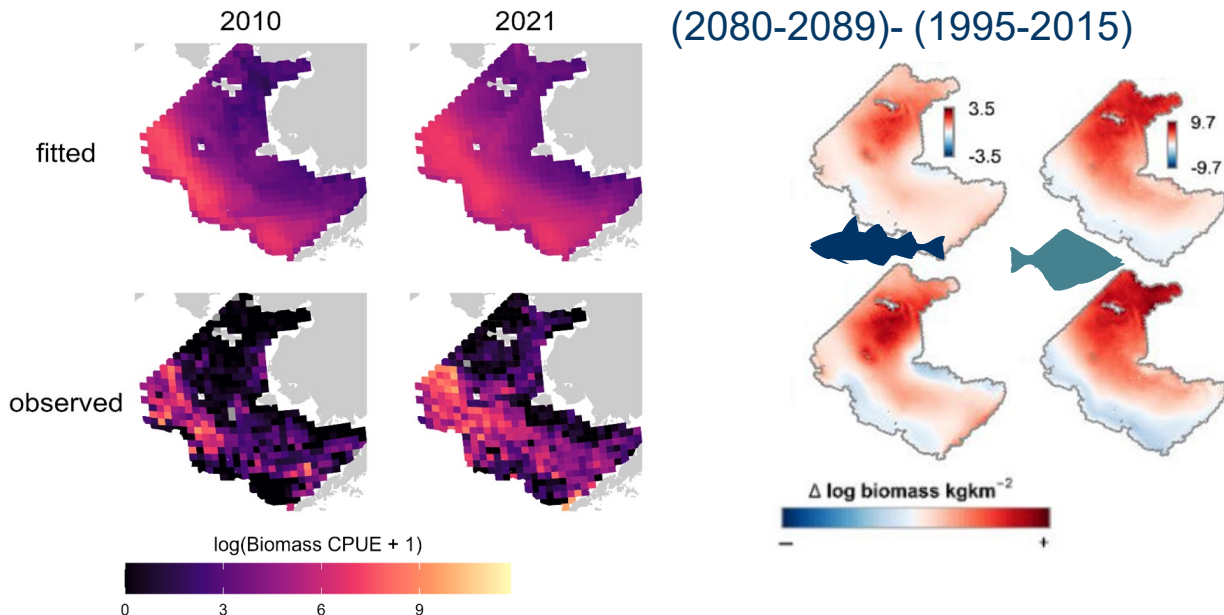 2010
2021
(2080-2089)- (1995-2015)
fitted
3.5
-3.5
9.7
-9.7
observed
Δ log biomass kgkm⁻²
–
+
log(Biomass CPUE + 1)
0 3 6 9